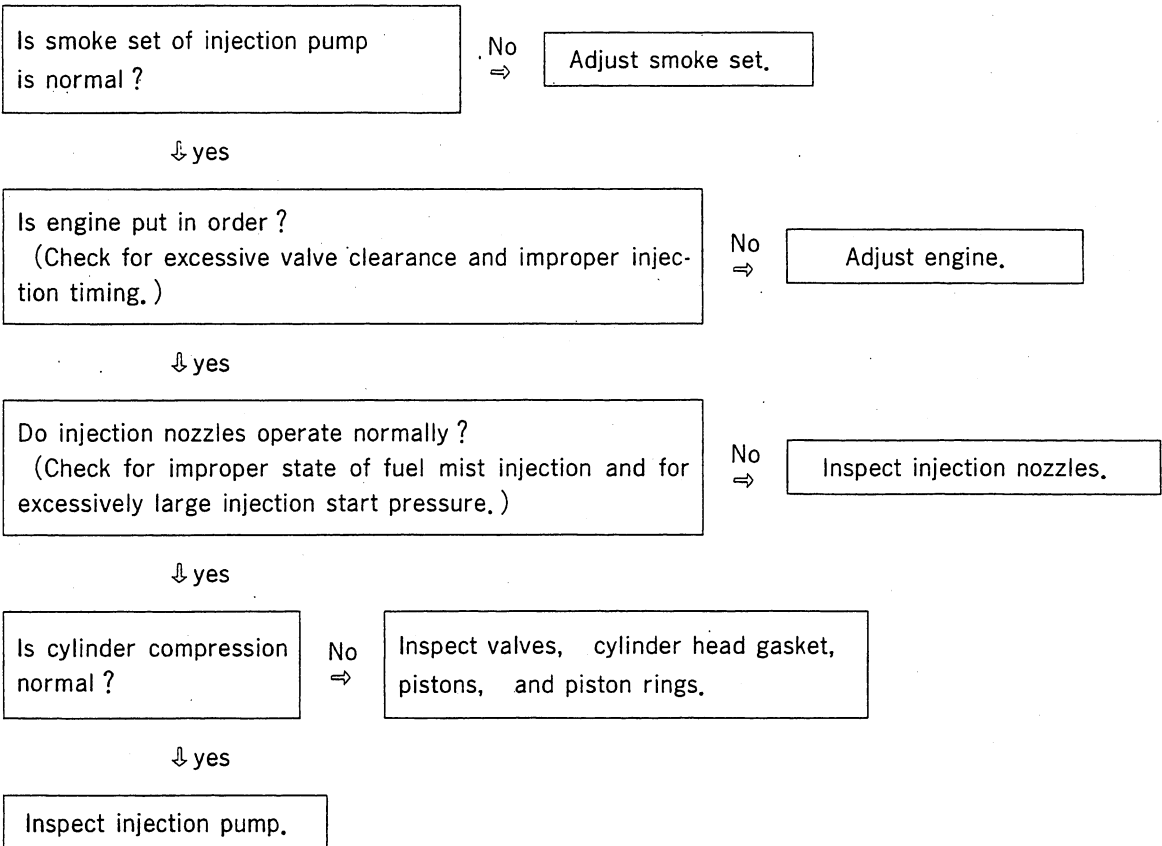 Is smoke set of injection pump
is normal?
No
⇒
Adjust smoke set.
⇓ yes
Is engine put in order?
(Check for excessive valve clearance and improper injec-
tion timing.)
No
⇒
Adjust engine.
⇓ yes
Do injection nozzles operate normally?
(Check for improper state of fuel mist injection and for
excessively large injection start pressure.)
No
⇒
Inspect injection nozzles.
⇓ yes
Is cylinder compression
normal?
No
⇒
Inspect valves, cylinder head gasket,
pistons, and piston rings.
⇓ yes
Inspect injection pump.